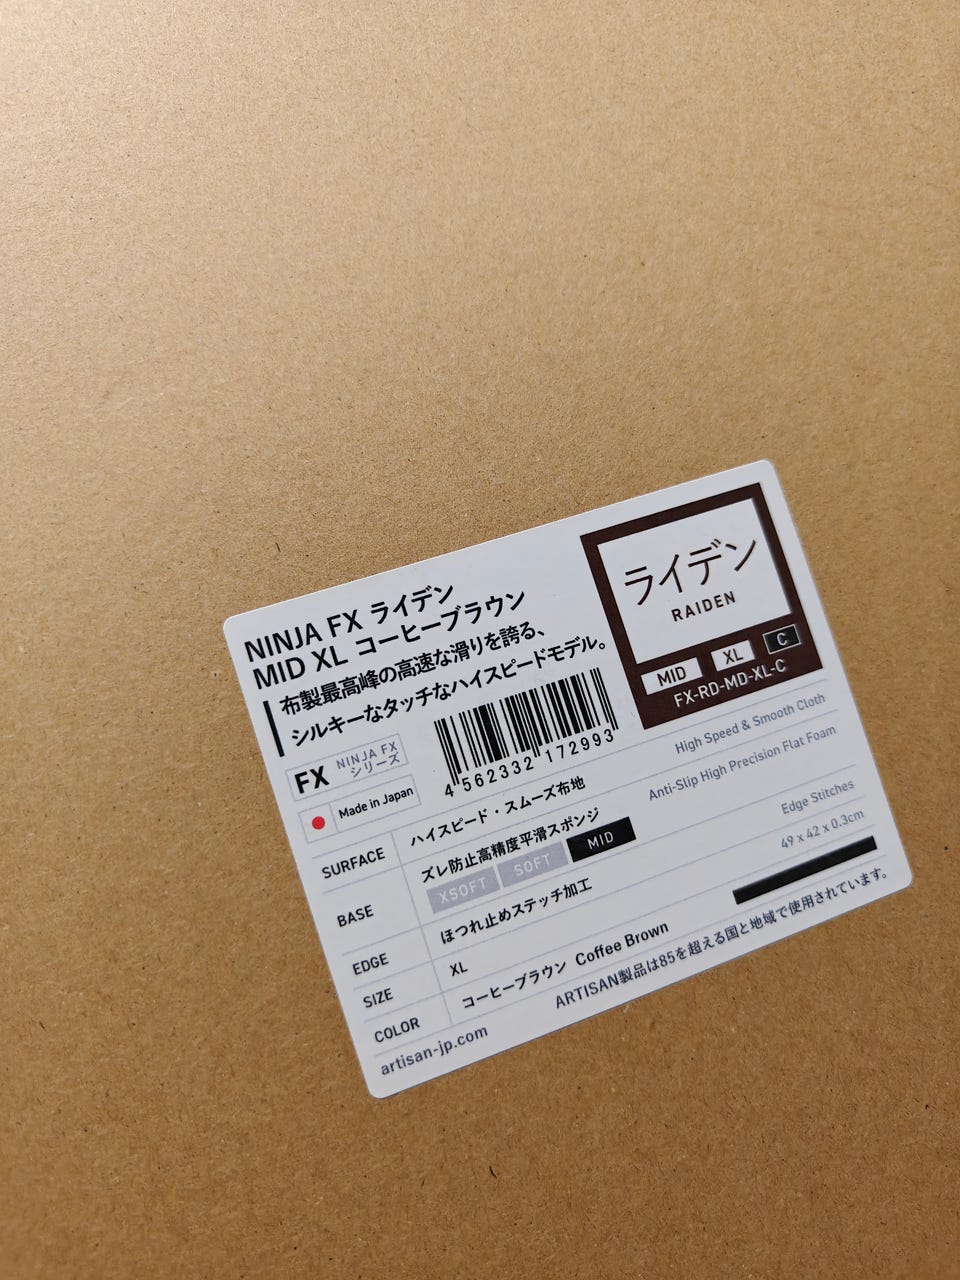 NINJA FX ライデン
MID XL コーヒーブラウン
布製最高峰の高速な滑りを誇る、
シルキーなタッチなハイスピードモデル。
ライデン
RAIDEN
MID XL C
FX-RD-MD-XL-C
FX NINJA FX
シリーズ
Made in Japan
4 562332 172993
SURFACE ハイスピード・スムーズ布地 High Speed & Smooth Cloth
BASE ズレ防止高精度平滑スポンジ Anti-Slip High Precision Flat Foam
XSOFT SOFT MID
EDGE ほつれ止めステッチ加工 Edge Stitches
SIZE XL 49 x 42 x 0.3cm
COLOR コーヒーブラウン Coffee Brown
artisan-jp.com ARTISAN製品は85を超える国と地域で使用されています。